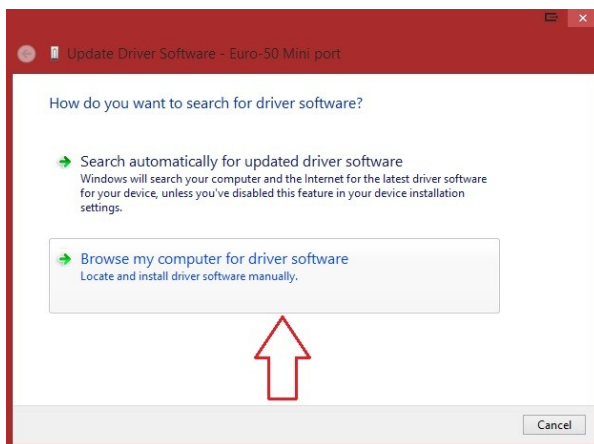 Update Driver Software - Euro-50 Mini port
How do you want to search for driver software?
Search automatically for updated driver software
Windows will search your computer and the Internet for the latest driver software
for your device, unless you've disabled this feature in your device installation
settings.
Browse my computer for driver software
Locate and install driver software manually.
Cancel